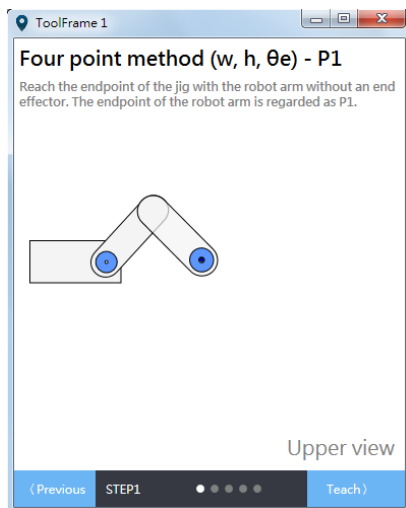 ToolFrame 1
Four point method (w, h, θe) - P1
Reach the endpoint of the jig with the robot arm without an end
effector. The endpoint of the robot arm is regarded as P1.
Upper view
〈Previous STEP1 Teach〉